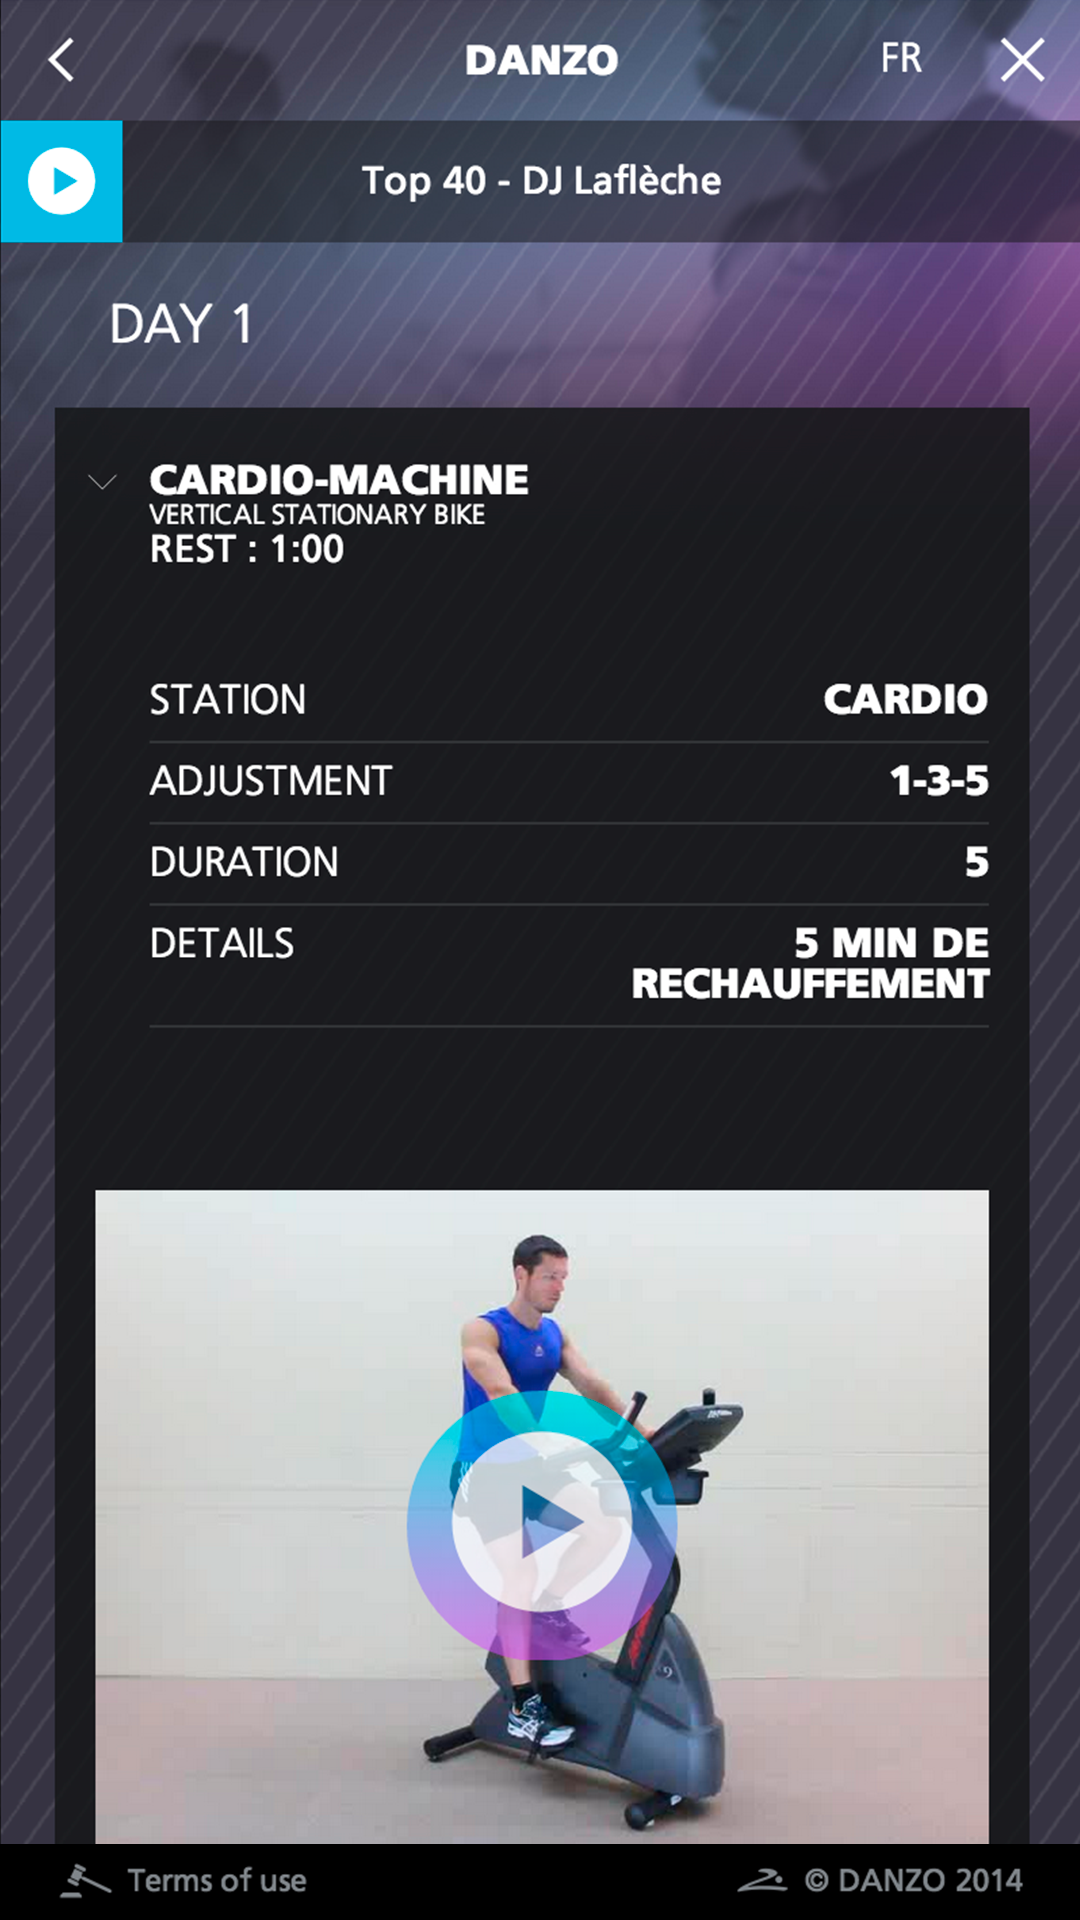 DANZO FR
Top 40 - DJ Laflèche
DAY 1
CARDIO-MACHINE
VERTICAL STATIONARY BIKE
REST : 1:00
STATION CARDIO
ADJUSTMENT 1-3-5
DURATION 5
DETAILS 5 MIN DE
RECHAUFFEMENT
Terms of use © DANZO 2014